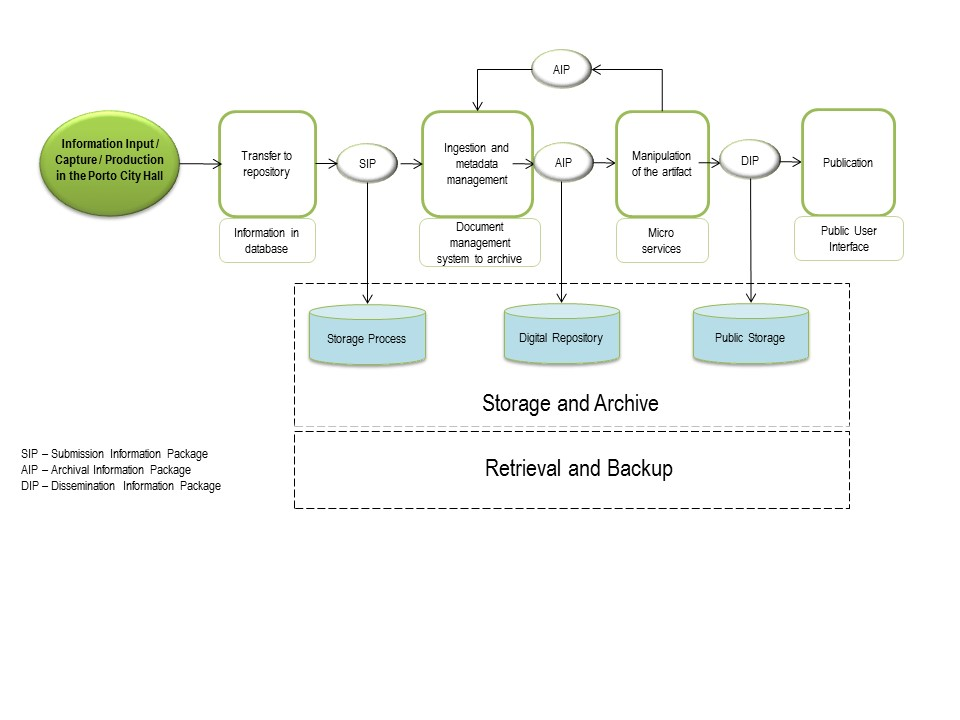 AIP
Information Input /
Capture / Production
in the Porto City Hall
Transfer to
repository
SIP
Ingestion and
metadata
management
AIP
Manipulation
of the artifact
DIP
Publication
Information in
database
Document
management
system to archive
Micro
services
Public User
Interface
Storage Process
Digital Repository
Public Storage
Storage and Archive
SIP – Submission Information Package
AIP – Archival Information Package
DIP – Dissemination Information Package
Retrieval and Backup